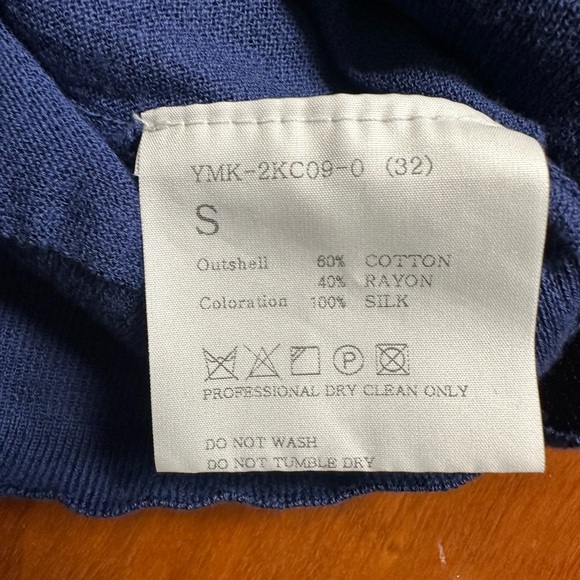 YMK-2KC09-0 (32)
S
Outshell 60% COTTON
40% RAYON
Coloration 100% SILK
P
PROFESSIONAL DRY CLEAN ONLY
DO NOT WASH
DO NOT TUMBLE DRY